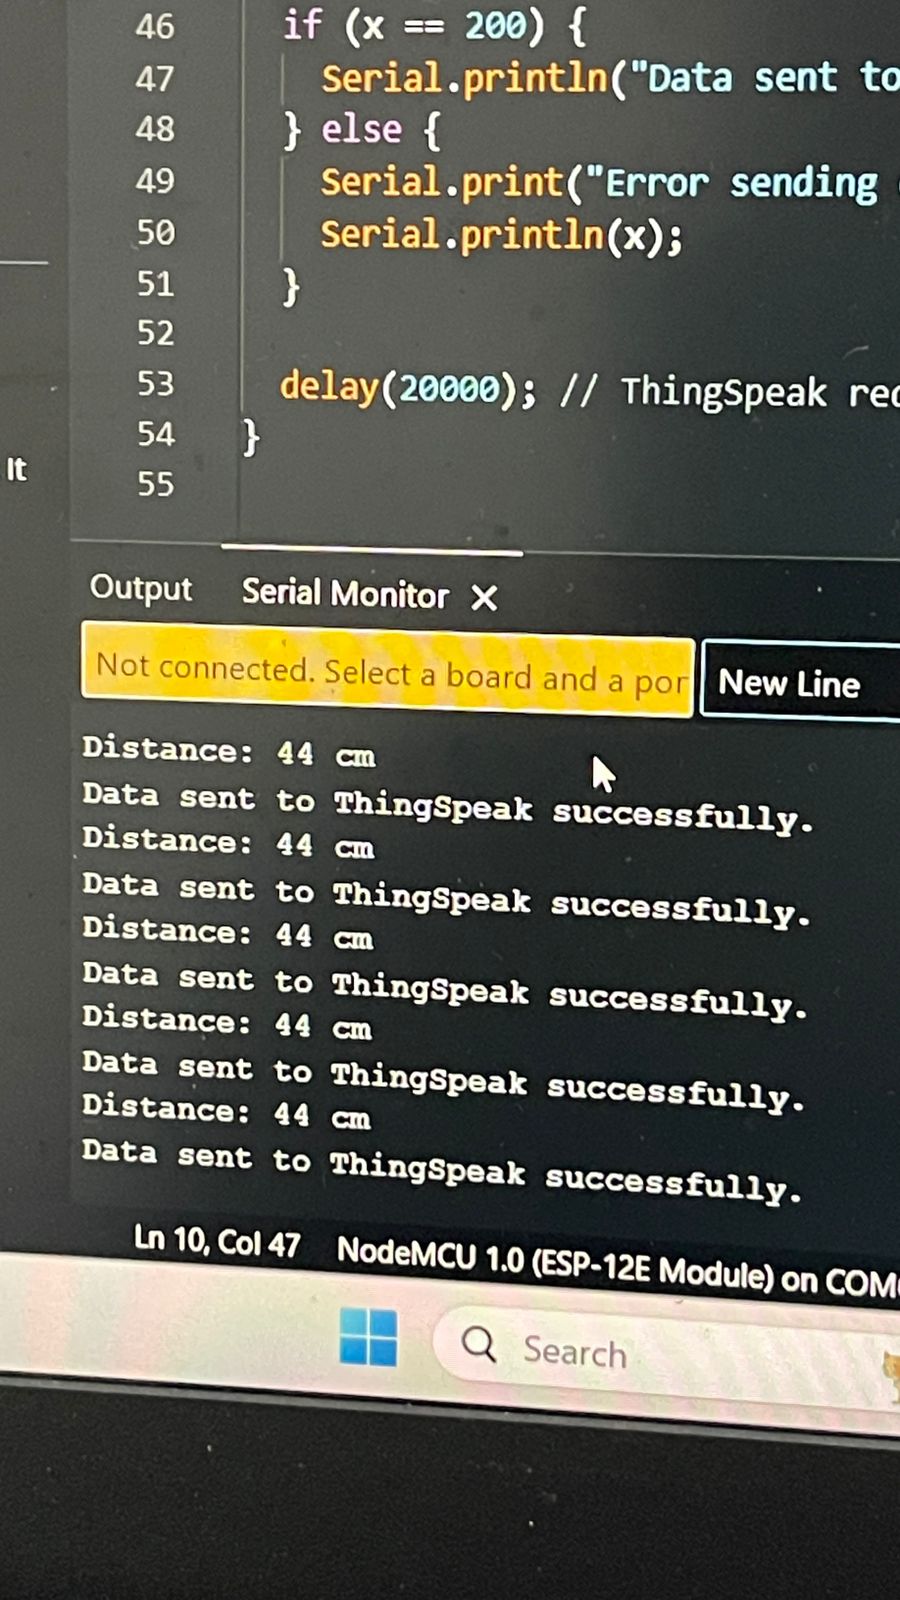 46 if (x == 200) {
47 Serial.println("Data sent to
48 } else {
49 Serial.print("Error sending
50 Serial.println(x);
51 }
52
53 delay(20000); // ThingSpeak rec
54 }
It
55
Output Serial Monitor X
Not connected. Select a board and a por New Line
Distance: 44 cm
Data sent to ThingSpeak successfully.
Distance: 44 cm
Data sent to ThingSpeak successfully.
Distance: 44 cm
Data sent to ThingSpeak successfully.
Distance: 44 cm
Data sent to ThingSpeak successfully.
Distance: 44 cm
Data sent to ThingSpeak successfully.
Ln 10, Col 47 NodeMCU 1.0 (ESP-12E Module) on COM
Search